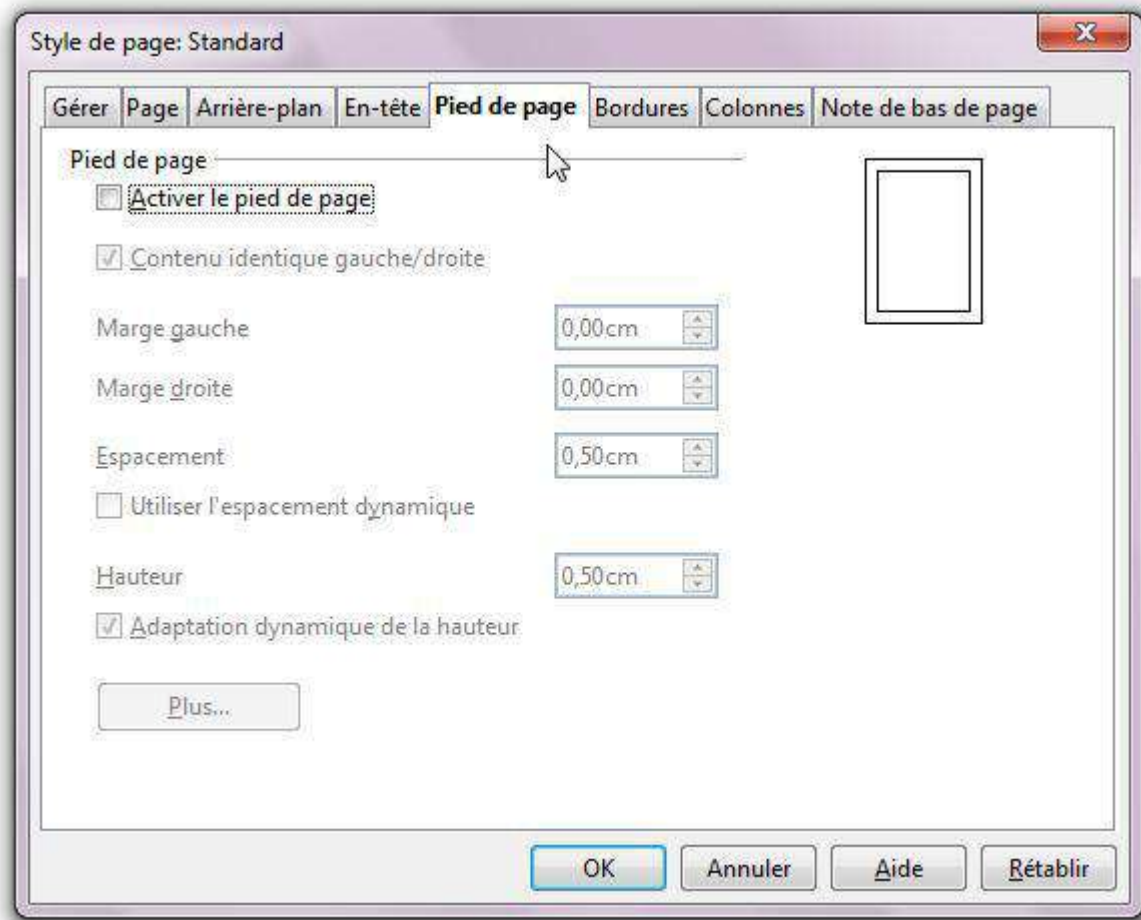 Style de page: Standard
Gérer Page Arrière-plan En-tête Pied de page Bordures Colonnes Note de bas de page
Pied de page
Activer le pied de page
Contenu identique gauche/droite
Marge gauche 0,00cm
Marge droite 0,00cm
Espacement 0,50cm
Utiliser l'espacement dynamique
Hauteur 0,50cm
Adaptation dynamique de la hauteur
Plus...
OK Annuler Aide Rétablir